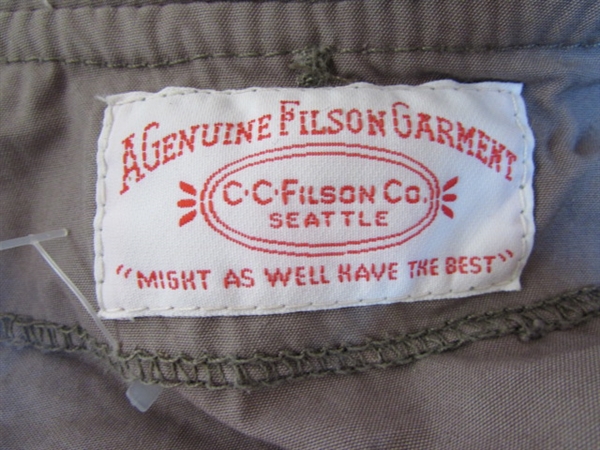 A GENUINE FILSON GARMENT
C·C·FILSON CO.
SEATTLE
"MIGHT AS WELL HAVE THE BEST"